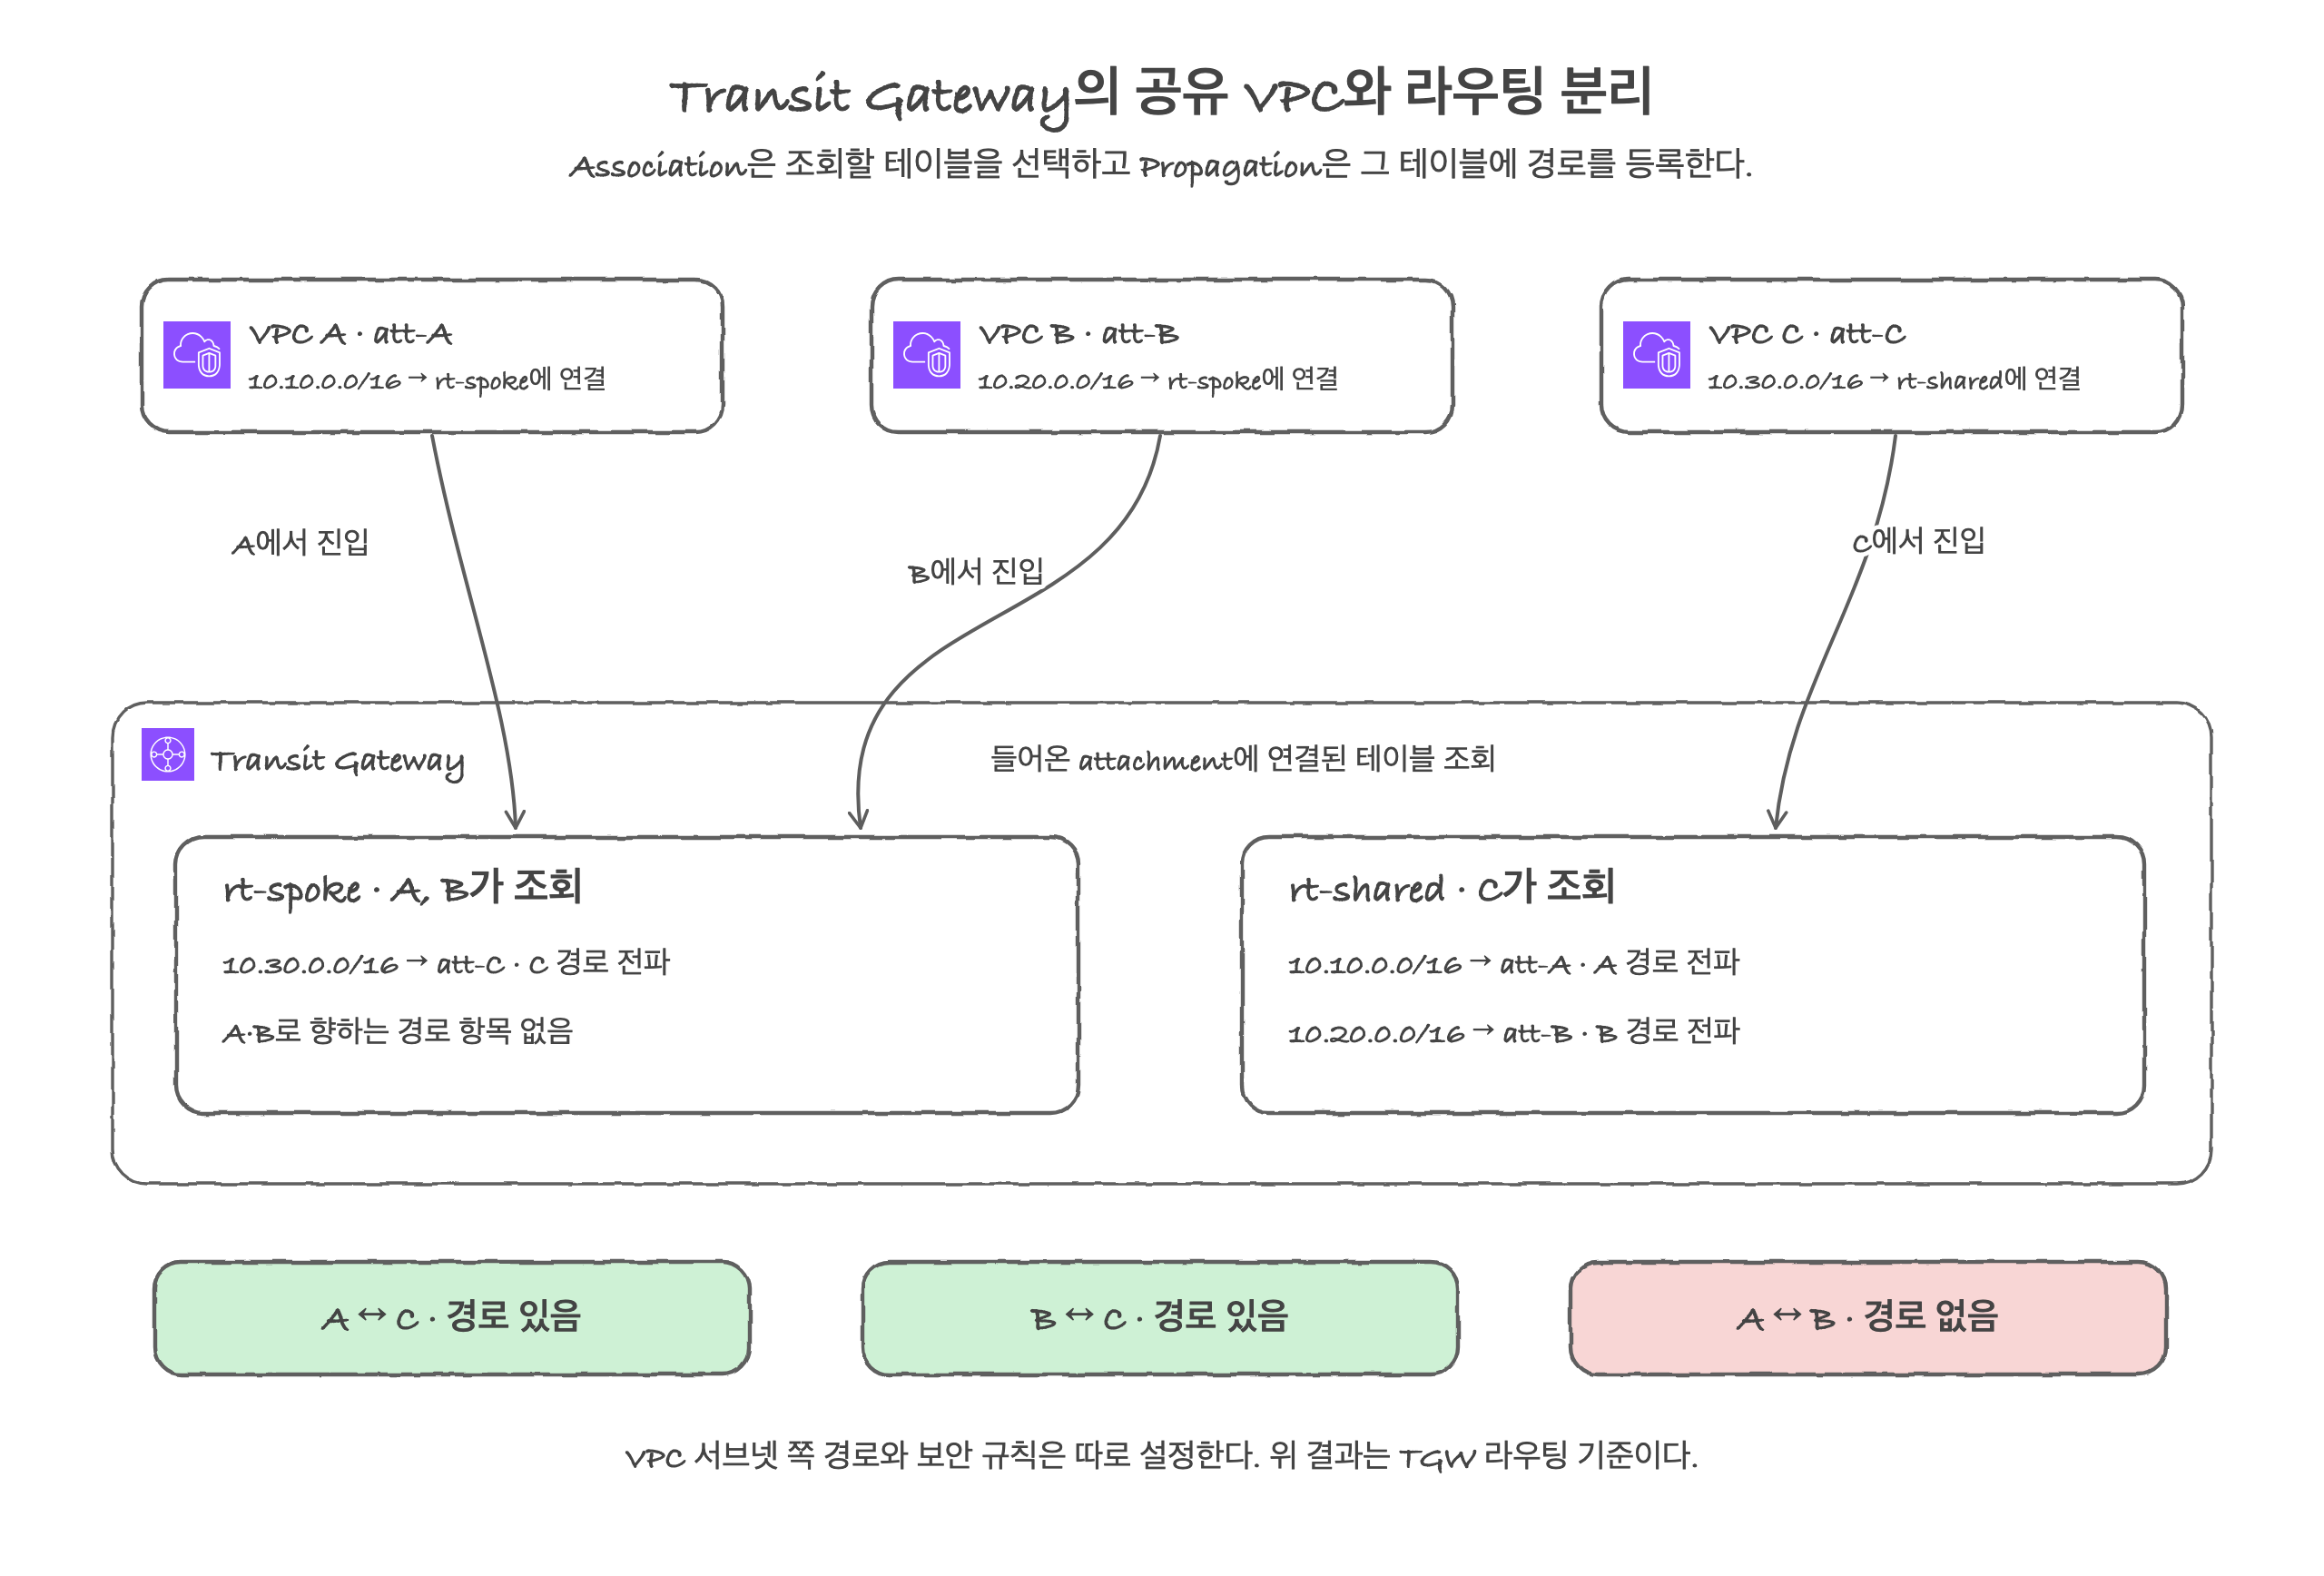 Transit Gateway의 공유 VPC와 라우팅 분리
Association은 조회할 테이블을 선택하고 Propagation은 그 테이블에 경로를 등록한다.
VPC A · att-A
10.10.0.0/16 → rt-spoke에 연결
VPC B · att-B
10.20.0.0/16 → rt-spoke에 연결
VPC C · att-C
10.30.0.0/16 → rt-shared에 연결
A에서 진입
B에서 진입
C에서 진입
Transit Gateway
들어온 attachment에 연결된 테이블 조회
rt-spoke · A, B가 조회
10.30.0.0/16 → att-C · C 경로 전파
A·B로 향하는 경로 항목 없음
rt-shared · C가 조회
10.10.0.0/16 → att-A · A 경로 전파
10.20.0.0/16 → att-B · B 경로 전파
A ↔ C · 경로 있음
B ↔ C · 경로 있음
A ↔ B · 경로 없음
VPC 서브넷 쪽 경로와 보안 규칙은 따로 설정한다. 위 결과는 TGW 라우팅 기준이다.